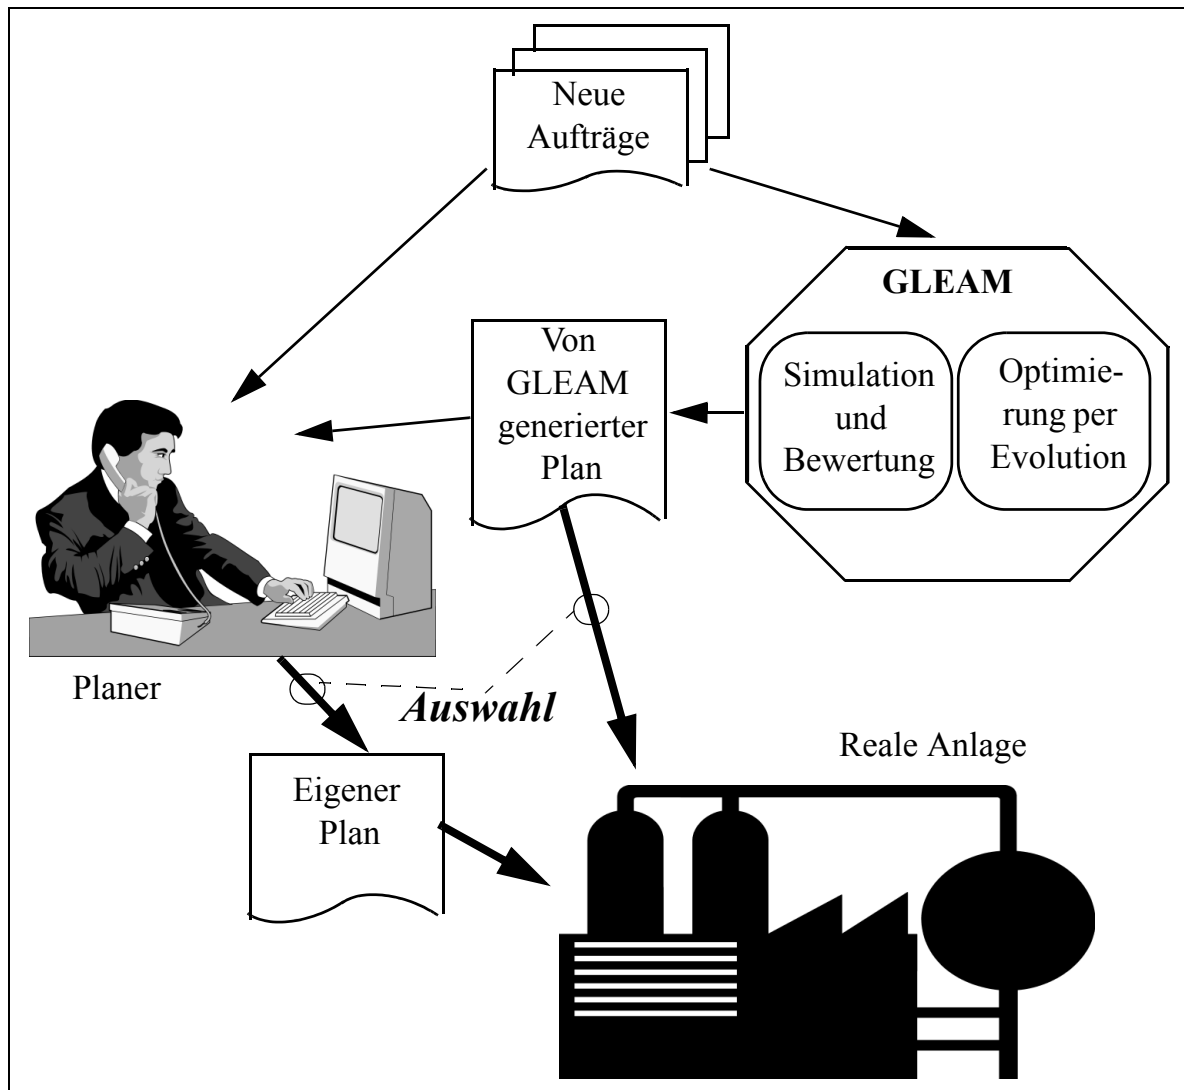 Neue
Aufträge
GLEAM
Simulation
und
Bewertung
Optimie-
rung per
Evolution
Von
GLEAM
generierter
Plan
Planer
Auswahl
Eigener
Plan
Reale Anlage